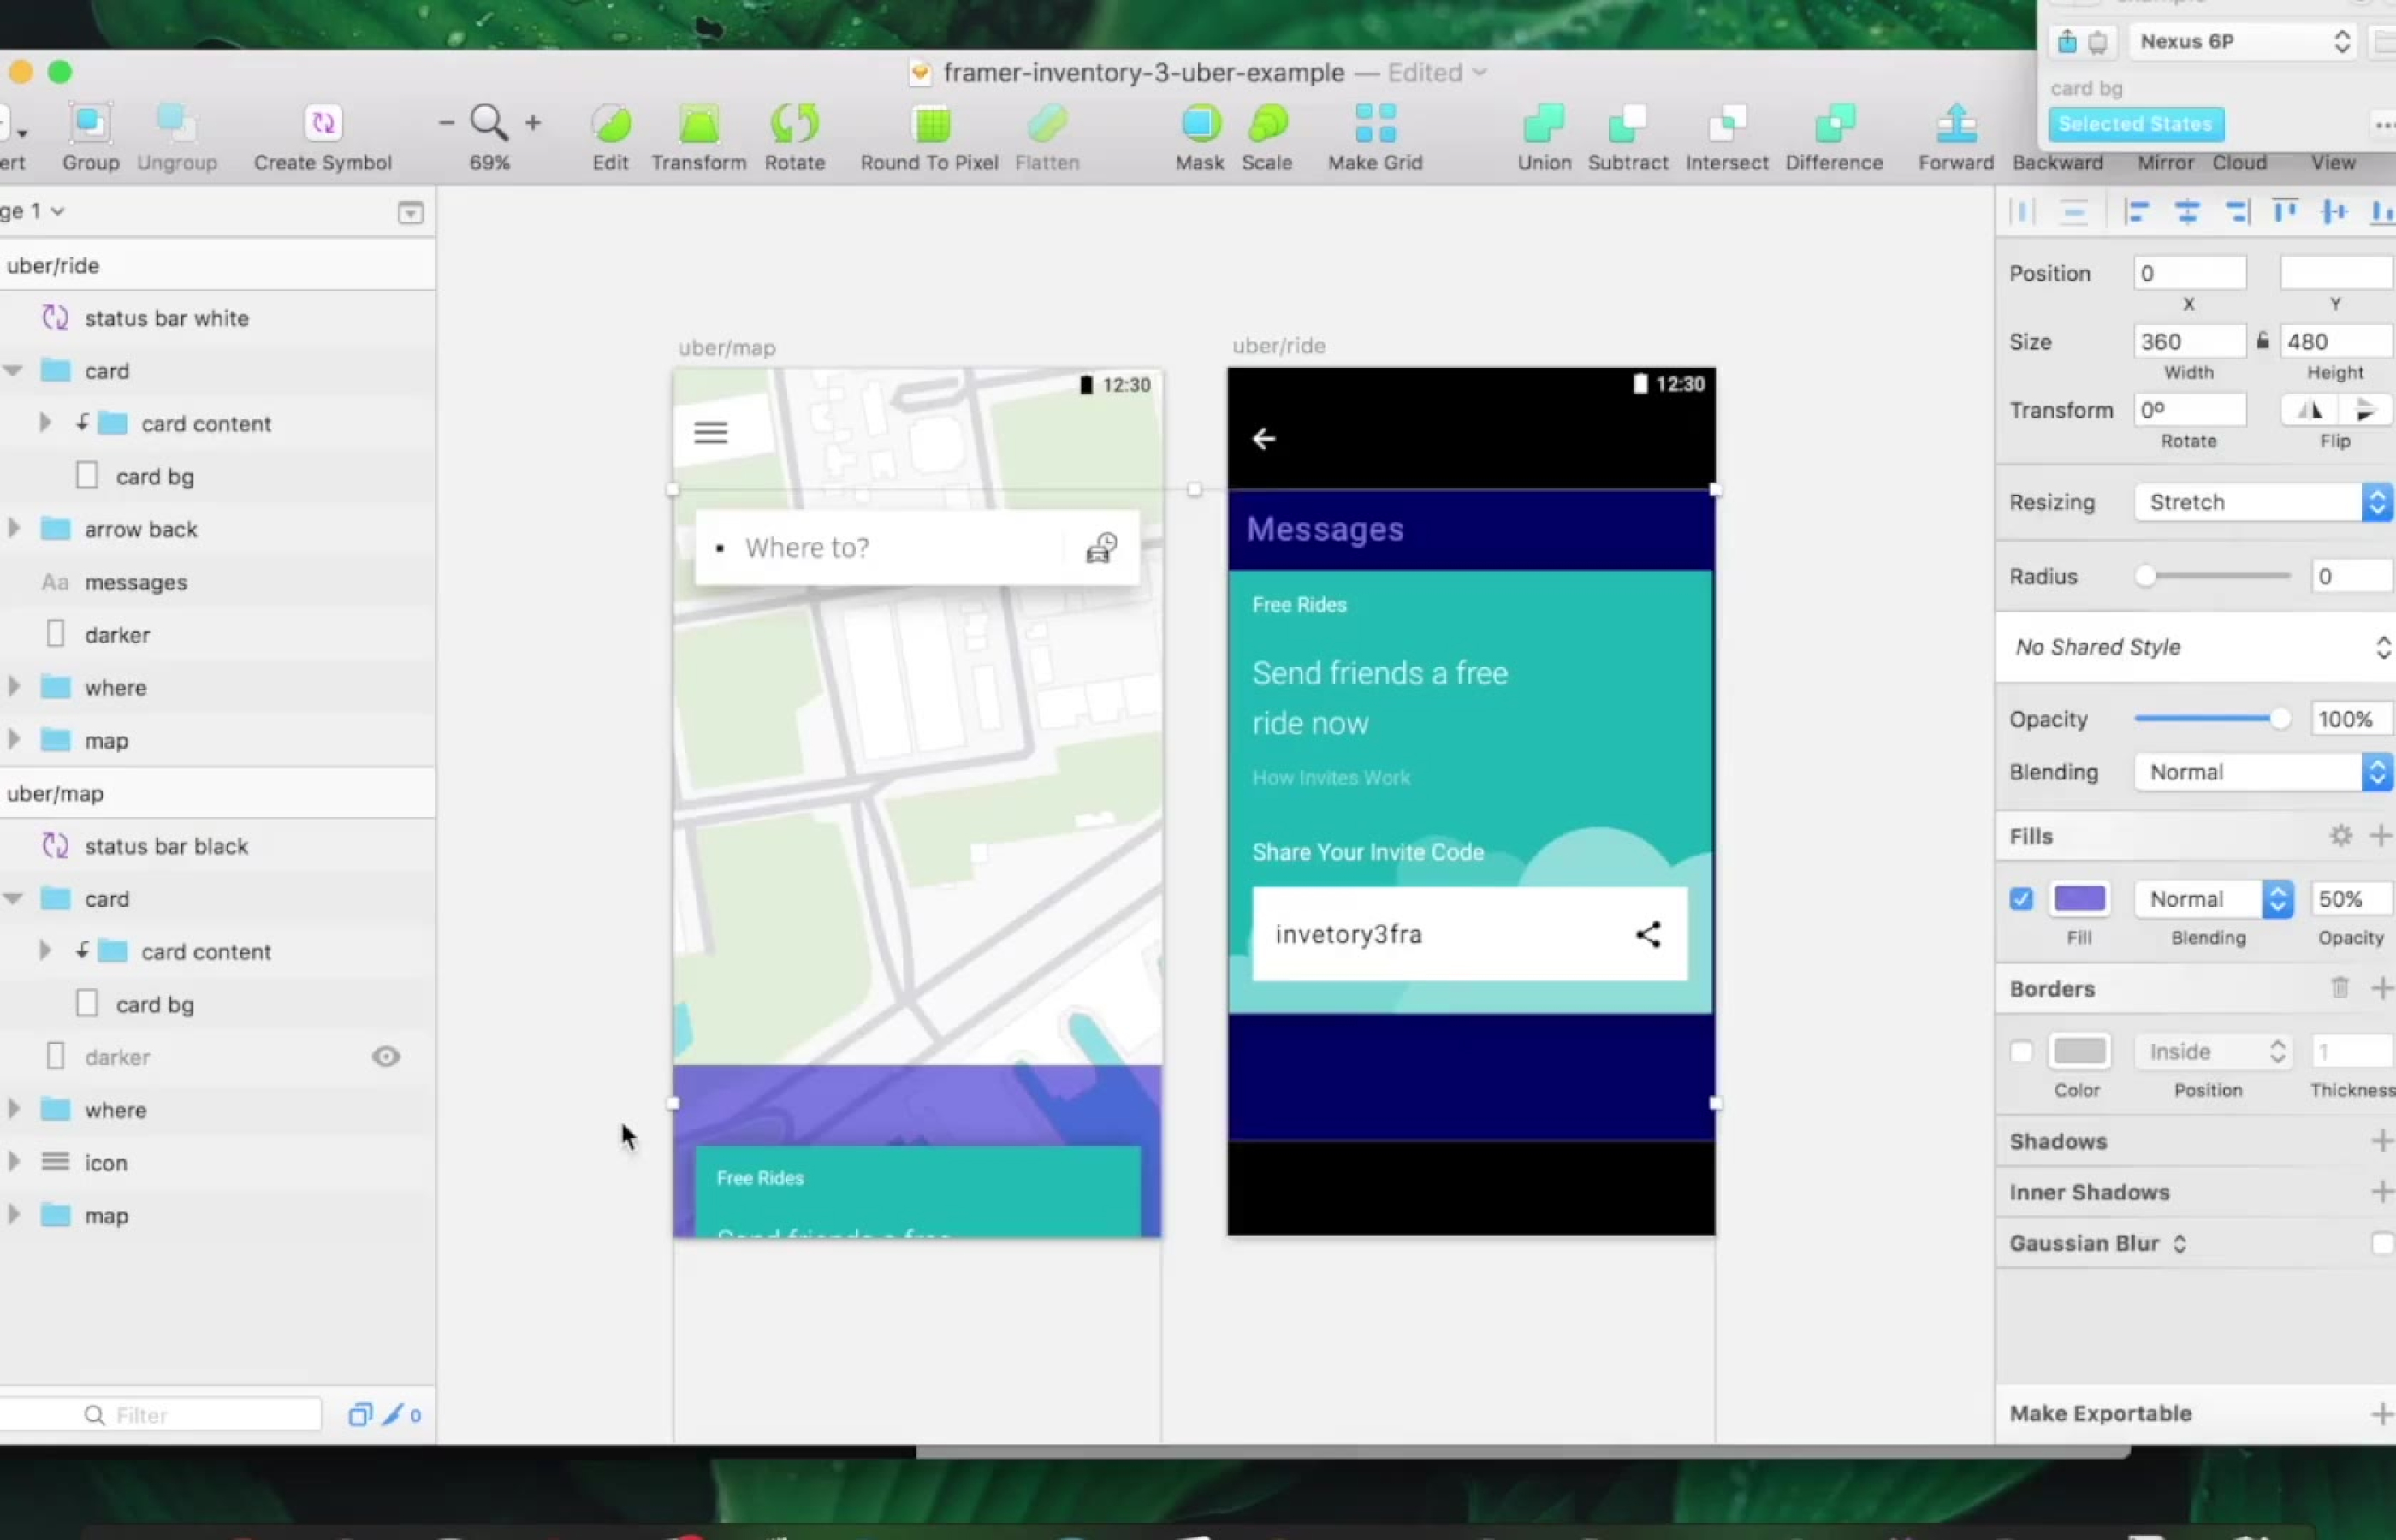 framer-inventory-3-uber-example — Edited
Nexus 6P
card bg
Selected States
ert
Group
Ungroup
Create Symbol
69%
Edit
Transform
Rotate
Round To Pixel
Flatten
Mask
Scale
Make Grid
Union
Subtract
Intersect
Difference
Forward
Backward
Mirror
Cloud
View
ge 1
uber/ride
status bar white
card
card content
card bg
arrow back
Aa messages
darker
where
map
uber/map
status bar black
card
card content
card bg
darker
where
icon
map
Filter
0
uber/map
12:30
Where to?
Free Rides
Send friends a free
uber/ride
12:30
Messages
Free Rides
Send friends a free
ride now
How Invites Work
Share Your Invite Code
invetory3fra
Position 0
X Y
Size 360 480
Width Height
Transform 0º
Rotate Flip
Resizing Stretch
Radius 0
No Shared Style
Opacity 100%
Blending Normal
Fills
Normal 50%
Fill Blending Opacity
Borders
Inside 1
Color Position Thickness
Shadows
Inner Shadows
Gaussian Blur
Make Exportable